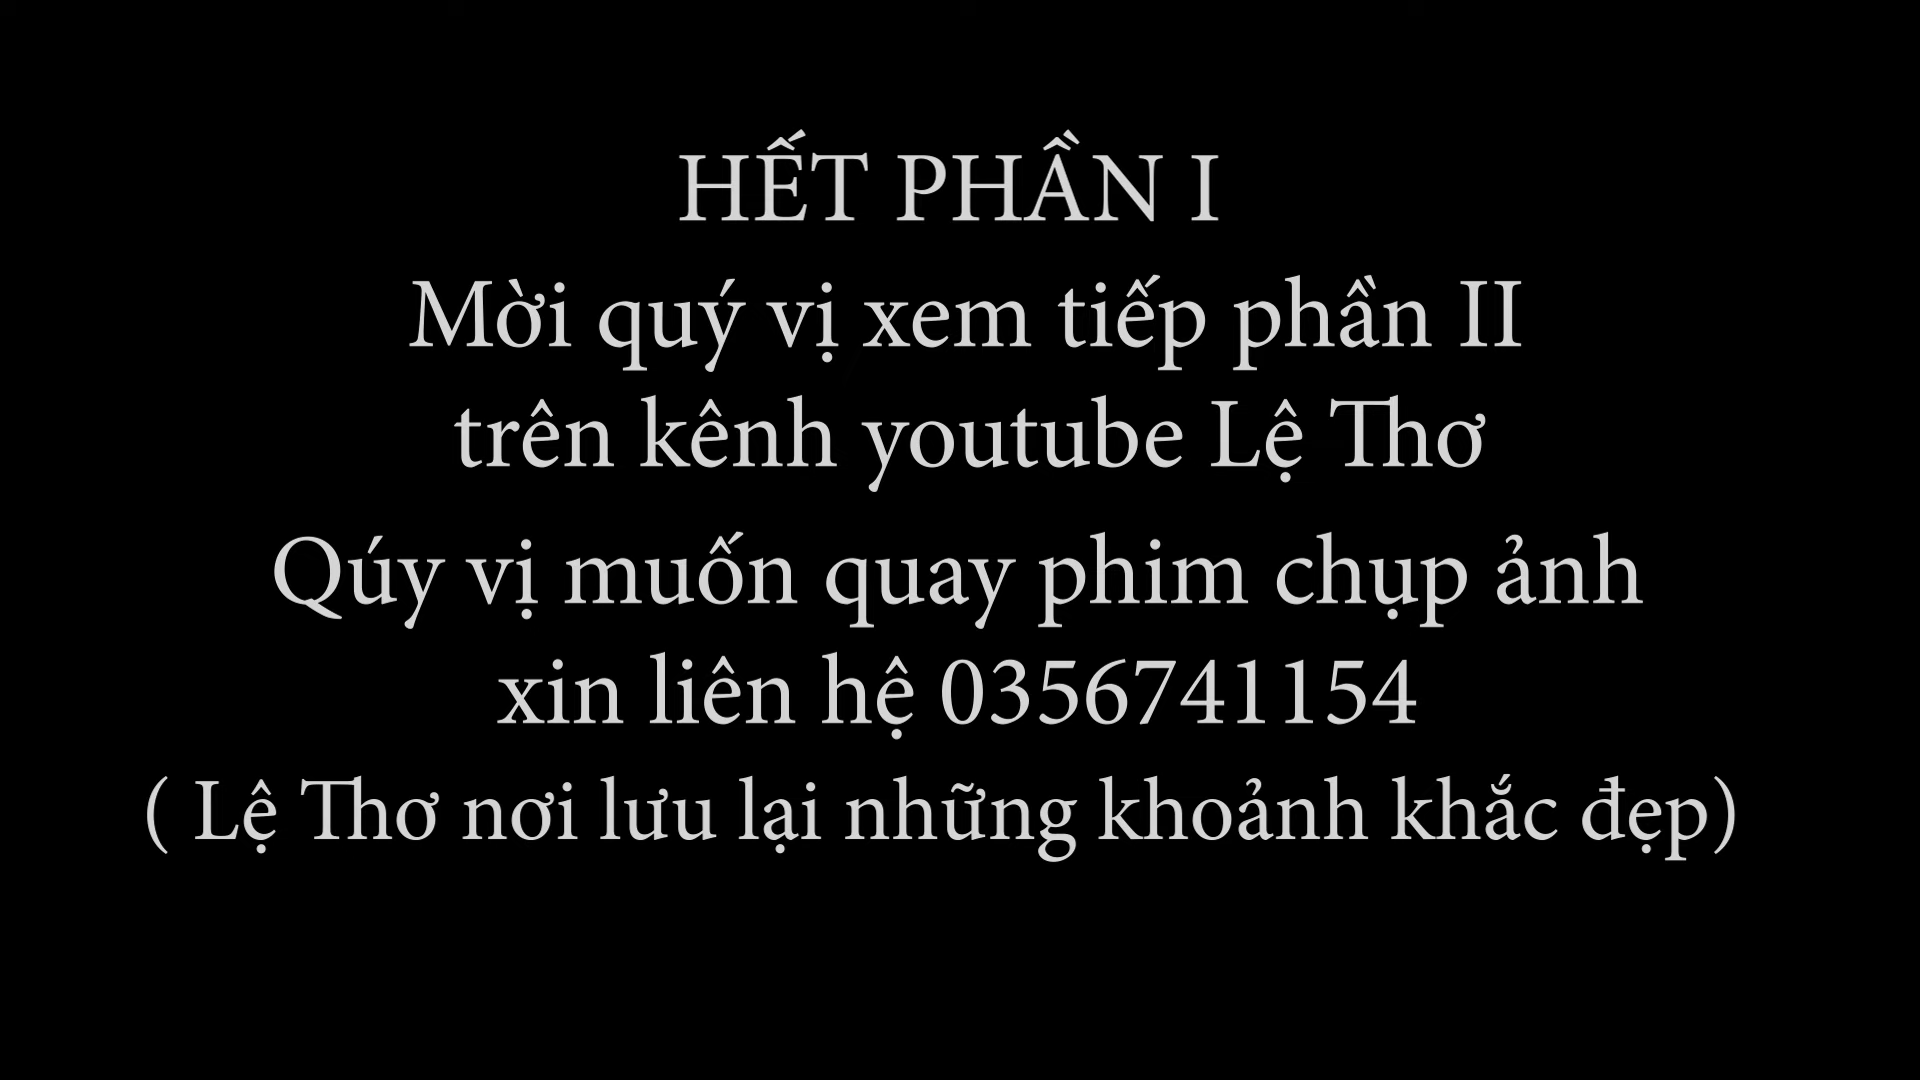 HẾT PHẦN I
Mời quý vị xem tiếp phần II
trên kênh youtube Lệ Thơ
Qúy vị muốn quay phim chụp ảnh
xin liên hệ 0356741154
( Lệ Thơ nơi lưu lại những khoảnh khắc đẹp)